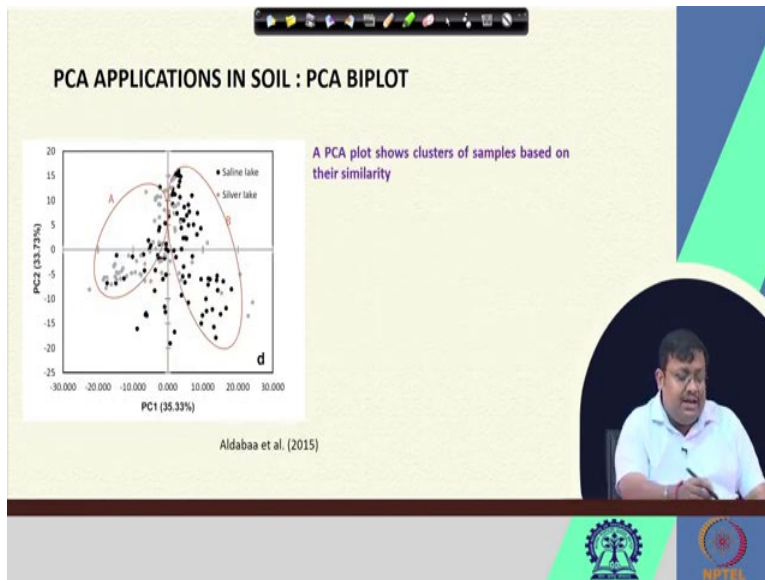 PCA APPLICATIONS IN SOIL : PCA BIPLOT
A PCA plot shows clusters of samples based on
their similarity
20
15
10
5
0
-5
-10
-15
-20
-25
PC2 (33.73%)
A
B
Saline lake
Silver lake
d
-30.000 -20.000 -10.000 0.000 10.000 20.000 30.000
PC1 (35.33%)
Aldabaa et al. (2015)
NPTEL